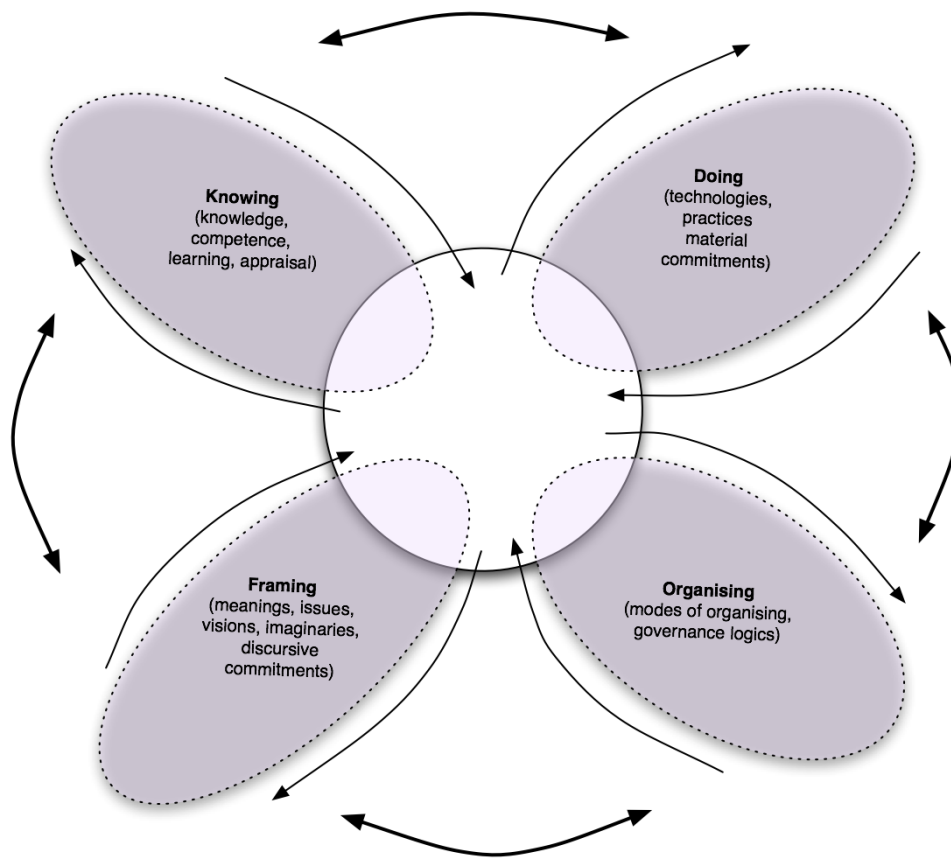 Knowing
(knowledge,
competence,
learning, appraisal)
Doing
(technologies,
practices
material
commitments)
Framing
(meanings, issues,
visions, imaginaries,
discursive
commitments)
Organising
(modes of organising,
governance logics)